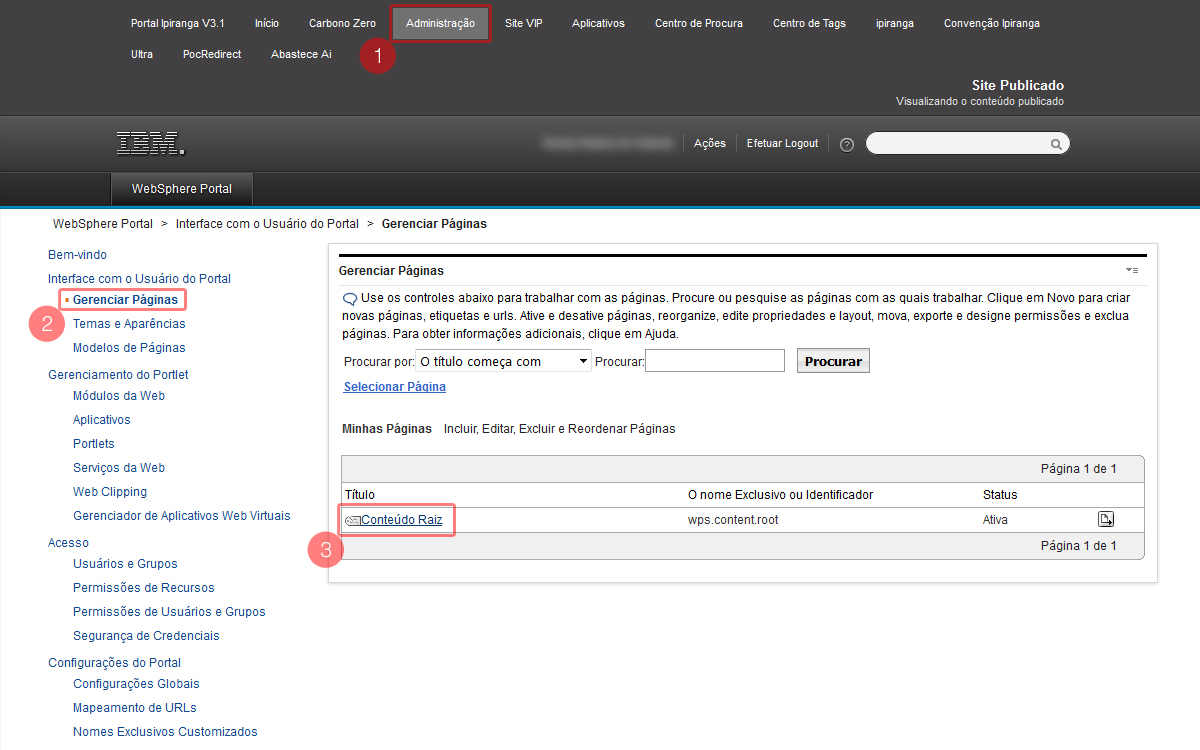 Portal Ipiranga V3.1 Início Carbono Zero Administração Site VIP Aplicativos Centro de Procura Centro de Tags ipiranga Convenção Ipiranga
Ultra PocRedirect Abastece Ai 1
Site Publicado
Visualizando o conteúdo publicado
IBM. Ações Efetuar Logout ?
WebSphere Portal
WebSphere Portal > Interface com o Usuário do Portal > Gerenciar Páginas
Bem-vindo
Interface com o Usuário do Portal
Gerenciar Páginas
2
Temas e Aparências
Modelos de Páginas
Gerenciamento do Portlet
Módulos da Web
Aplicativos
Portlets
Serviços da Web
Web Clipping
Gerenciador de Aplicativos Web Virtuais
Acesso
Usuários e Grupos
Permissões de Recursos
Permissões de Usuários e Grupos
Segurança de Credenciais
Configurações do Portal
Configurações Globais
Mapeamento de URLs
Nomes Exclusivos Customizados
Gerenciar Páginas
Use os controles abaixo para trabalhar com as páginas. Procure ou pesquise as páginas com as quais trabalhar. Clique em Novo para criar
novas páginas, etiquetas e urls. Ative e desative páginas, reorganize, edite propriedades e layout, mova, exporte e designe permissões e exclua
páginas. Para obter informações adicionais, clique em Ajuda.
Procurar por: O título começa com Procurar: Procurar
Selecionar Página
Minhas Páginas Incluir, Editar, Excluir e Reordenar Páginas
Página 1 de 1
Título O nome Exclusivo ou Identificador Status
Conteúdo Raiz wps.content.root Ativa
3
Página 1 de 1